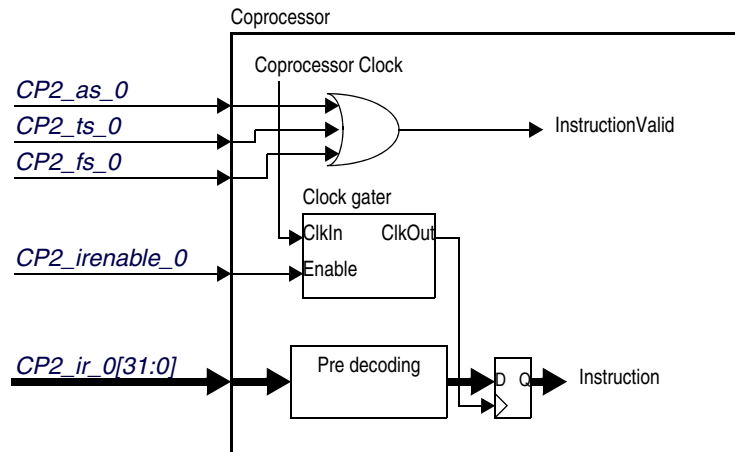 Coprocessor
Coprocessor Clock
CP2_as_0
CP2_ts_0
CP2_fs_0
InstructionValid
Clock gater
ClkIn ClkOut
CP2_irenable_0
Enable
CP2_ir_0[31:0]
Pre decoding
D Q
Instruction